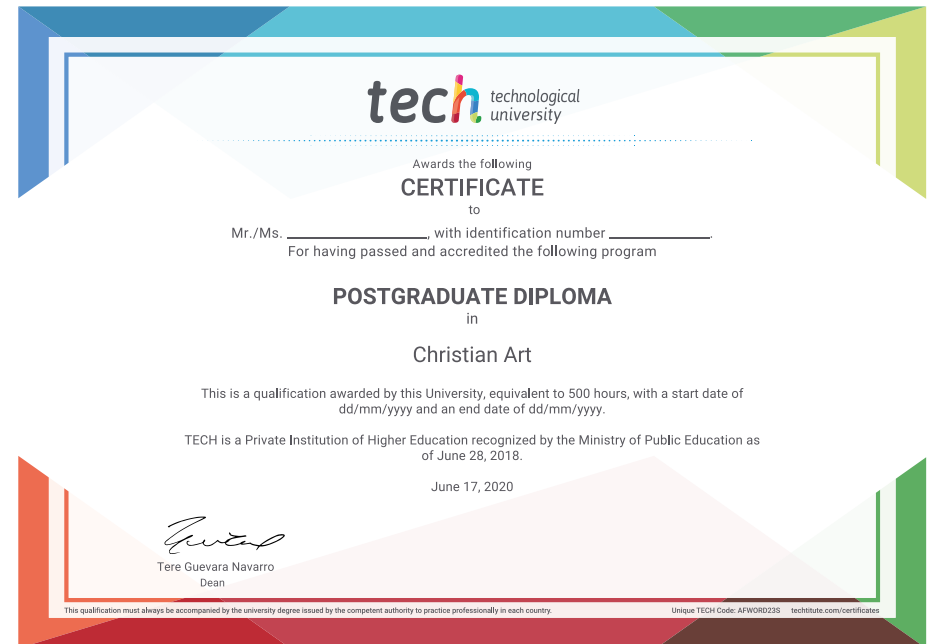 tech technological
university
Awards the following
CERTIFICATE
to
Mr./Ms. ____________________, with identification number ______________.
For having passed and accredited the following program
POSTGRADUATE DIPLOMA
in
Christian Art
This is a qualification awarded by this University, equivalent to 500 hours, with a start date of
dd/mm/yyyy and an end date of dd/mm/yyyy.
TECH is a Private Institution of Higher Education recognized by the Ministry of Public Education as
of June 28, 2018.
June 17, 2020
Tere Guevara Navarro
Dean
This qualification must always be accompanied by the university degree issued by the competent authority to practice professionally in each country. Unique TECH Code: AFWORD23S techtitute.com/certificates